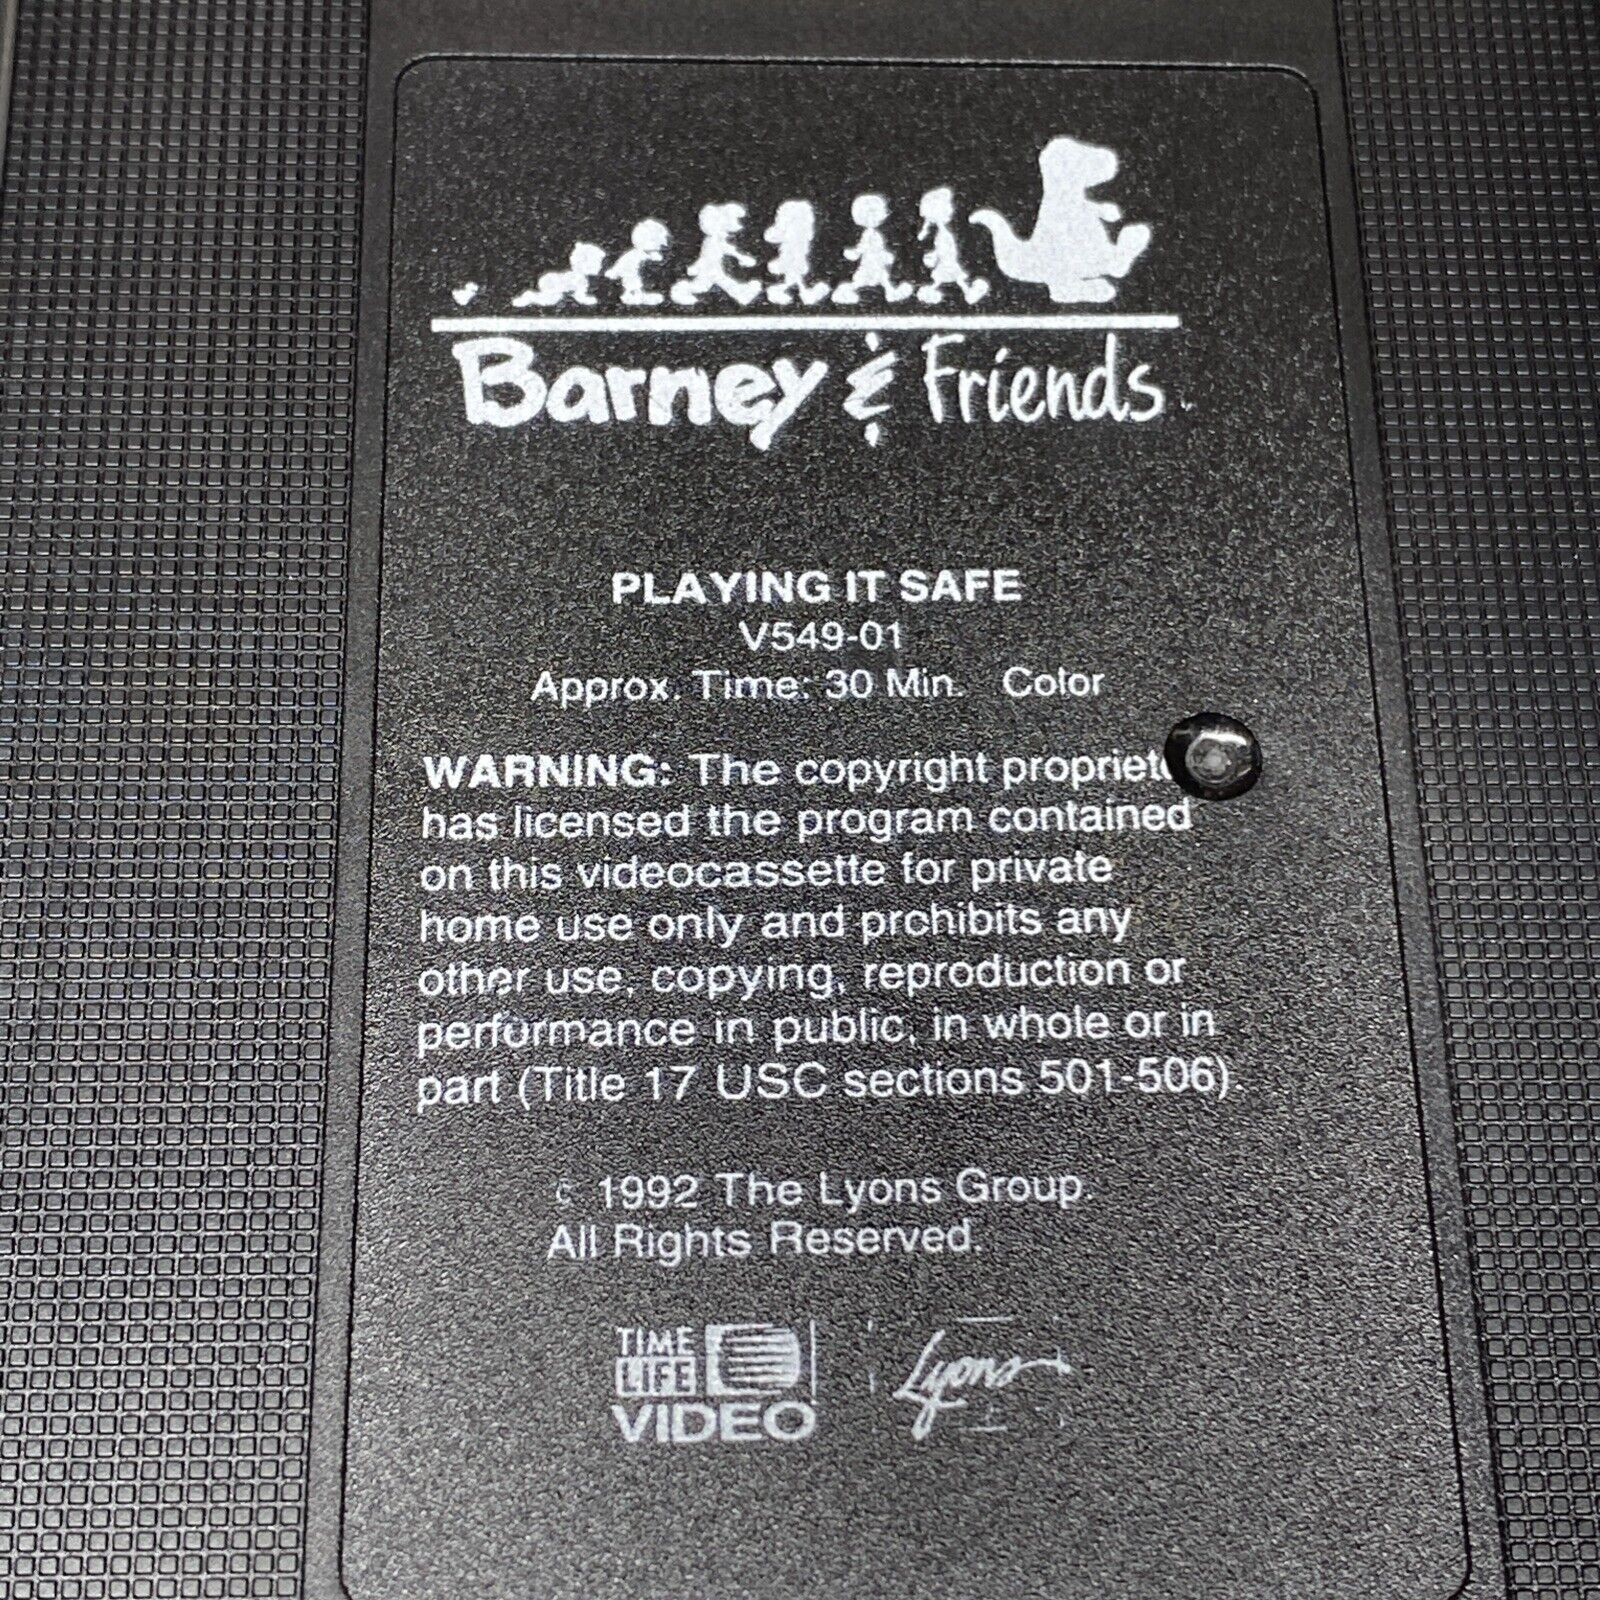 Barney & Friends
PLAYING IT SAFE
V549-01
Approx. Time: 30 Min. Color
WARNING: The copyright propriet
has licensed the program contained
on this videocassette for private
home use only and prohibits any
other use, copying, reproduction or
performance in public, in whole or in
part (Title 17 USC sections 501-506)
c 1992 The Lyons Group.
All Rights Reserved.
TIME
LIFE
VIDEO
Lyons